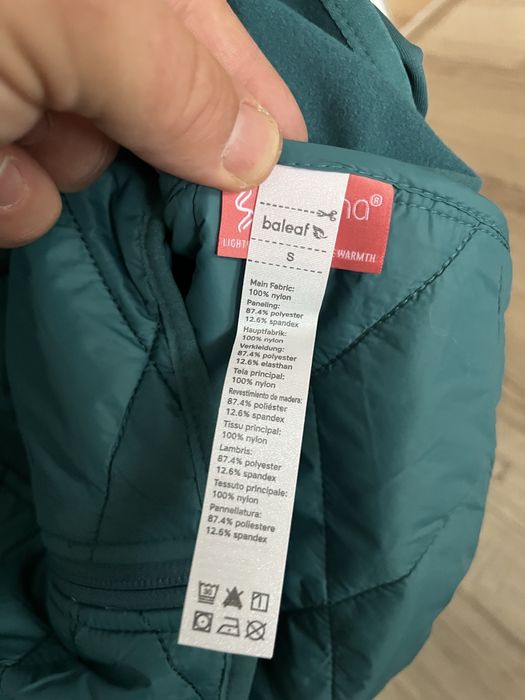 baleaf
S
na®
LIGHT WARMTH
Main Fabric:
100% nylon
Paneling:
87.4% polyester
12.6% spandex
Hauptfabrik:
100% nylon
Verkleidung:
87.4% polyester
12.6% elasthan
Tela principal:
100% nylon
Revestimiento de madera:
87.4% poliéster
12.6% spandex
Tissu principal:
100% nylon
Lambris:
87.4% polyester
12.6% spandex
Tessuto principale:
100% nylon
Pannellatura:
87.4% poliestere
12.6% spandex
30